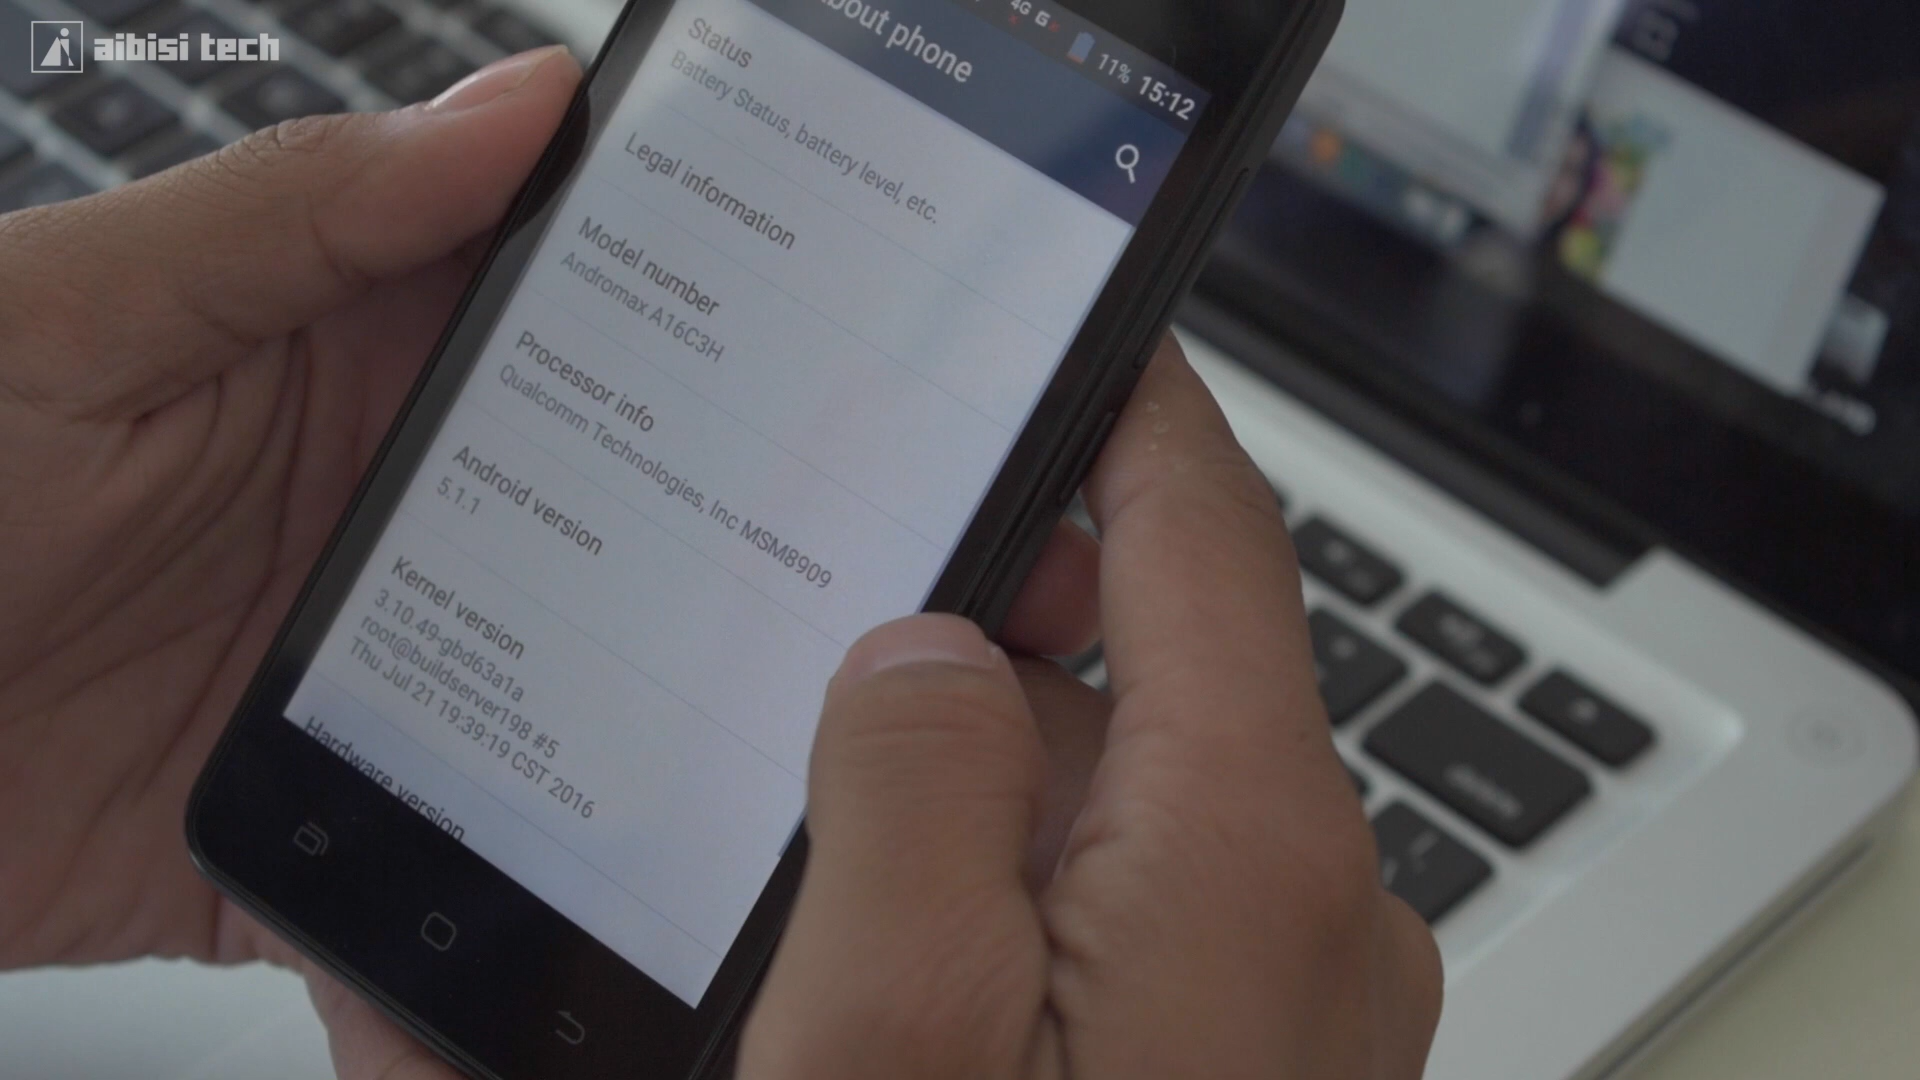 aibisi tech
4G G 11% 15:12
bout phone
Status
Battery Status, battery level, etc.
Legal information
Model number
Andromax A16C3H
Processor info
Qualcomm Technologies, Inc MSM8909
Android version
5.1.1
Kernel version
3.10.49-gbd63a1a
root@buildserver198 #5
Thu Jul 21 19:39:19 CST 2016
Hardware version